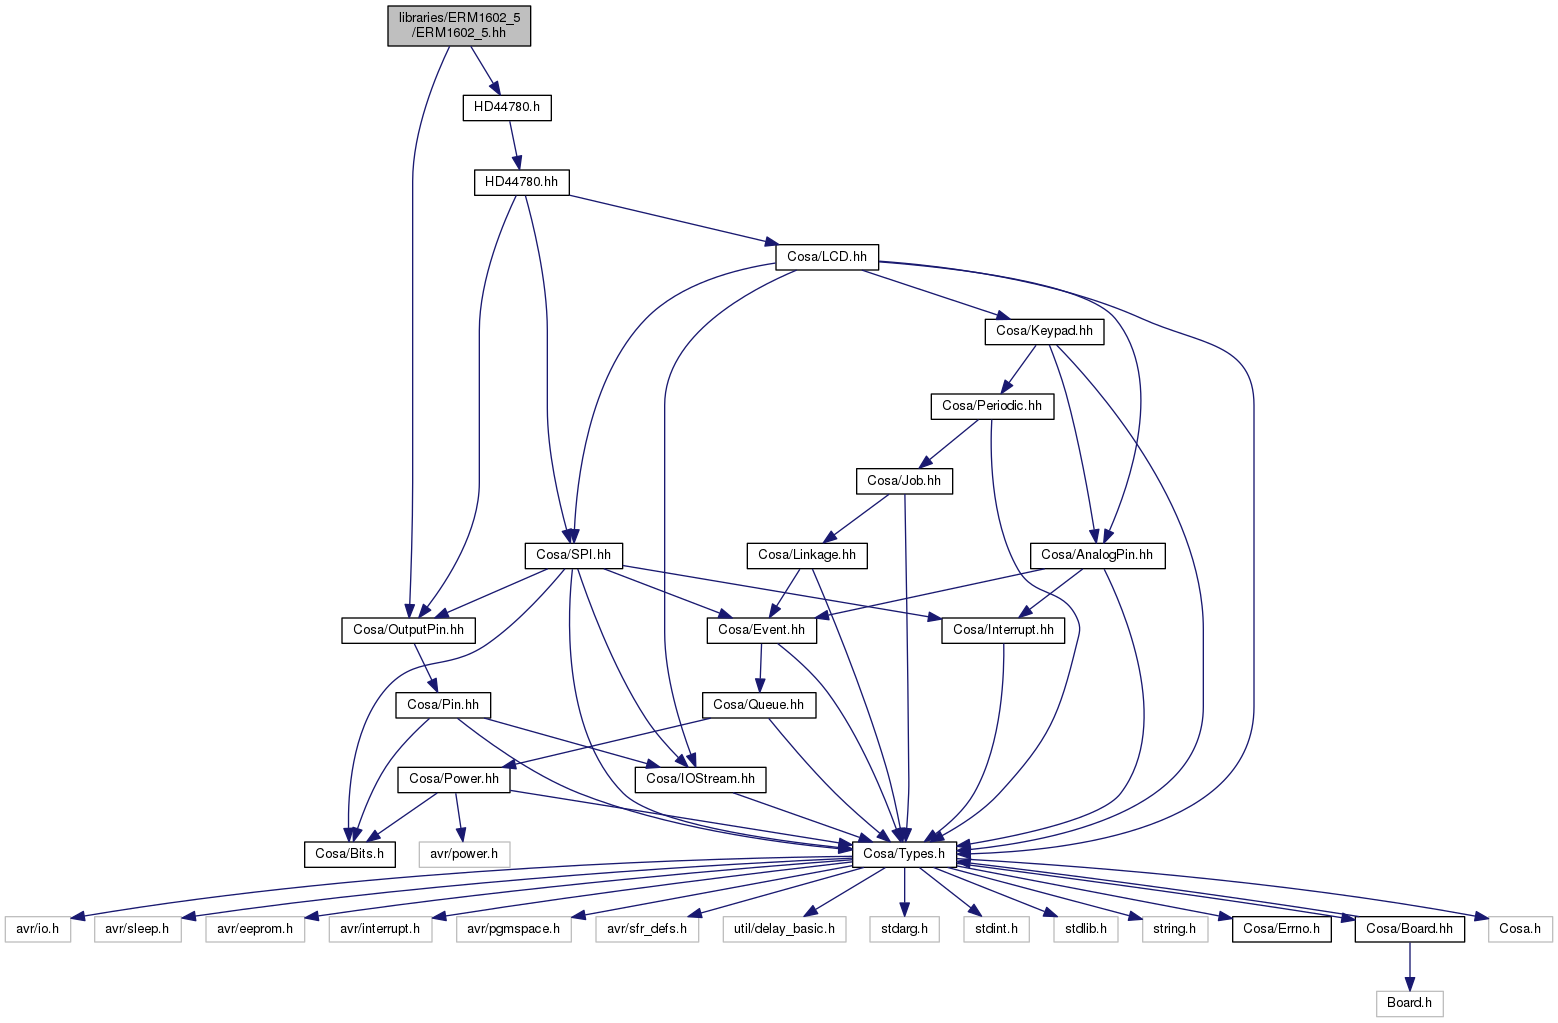 libraries/ERM1602_5
/ERM1602_5.hh
HD44780.h
HD44780.hh
Cosa/LCD.hh
Cosa/Keypad.hh
Cosa/Periodic.hh
Cosa/Job.hh
Cosa/SPI.hh
Cosa/Linkage.hh
Cosa/AnalogPin.hh
Cosa/OutputPin.hh
Cosa/Event.hh
Cosa/Interrupt.hh
Cosa/Pin.hh
Cosa/Queue.hh
Cosa/Power.hh
Cosa/IOStream.hh
Cosa/Bits.h
avr/power.h
Cosa/Types.h
avr/io.h
avr/sleep.h
avr/eeprom.h
avr/interrupt.h
avr/pgmspace.h
avr/sfr_defs.h
util/delay_basic.h
stdarg.h
stdint.h
stdlib.h
string.h
Cosa/Errno.h
Cosa/Board.hh
Cosa.h
Board.h